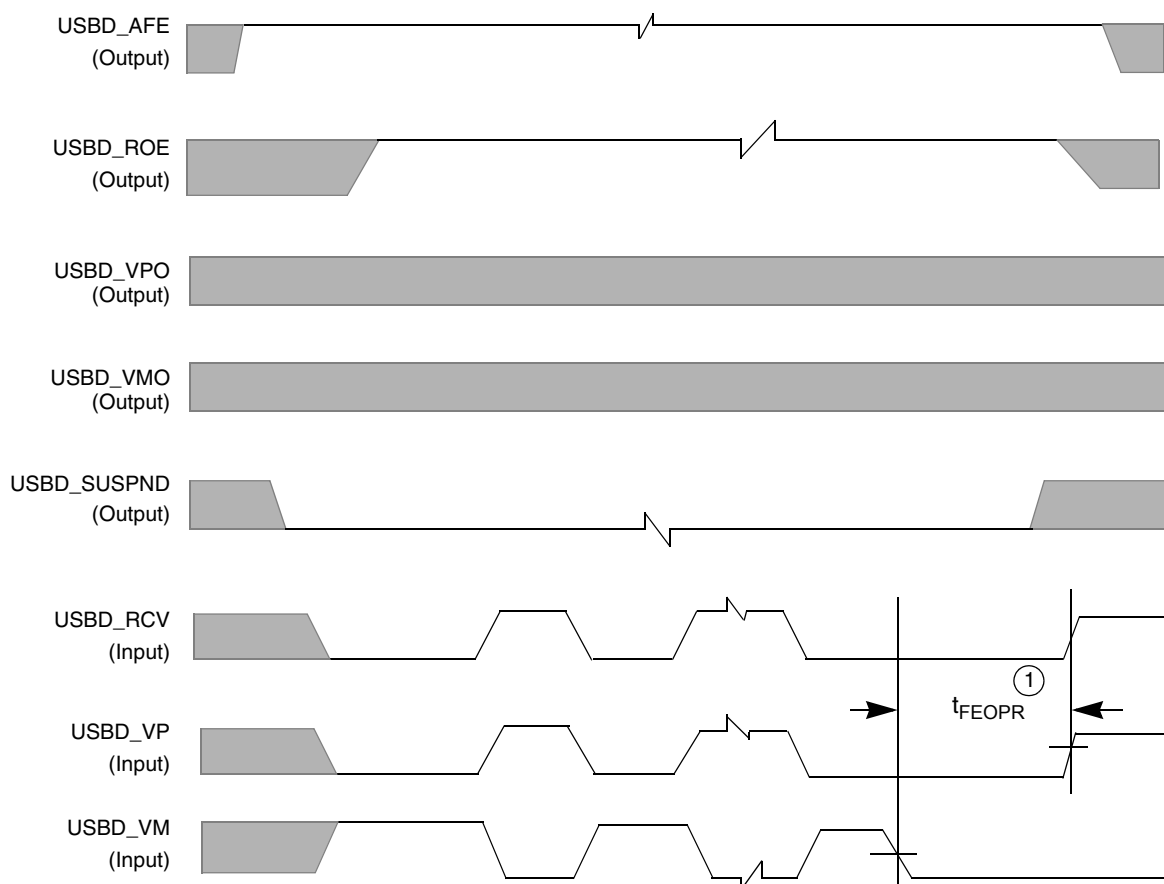 USBD_AFE
(Output)
USBD_ROE
(Output)
USBD_VPO
(Output)
USBD_VMO
(Output)
USBD_SUSPND
(Output)
USBD_RCV
(Input)
1
tFEOPR
USBD_VP
(Input)
USBD_VM
(Input)